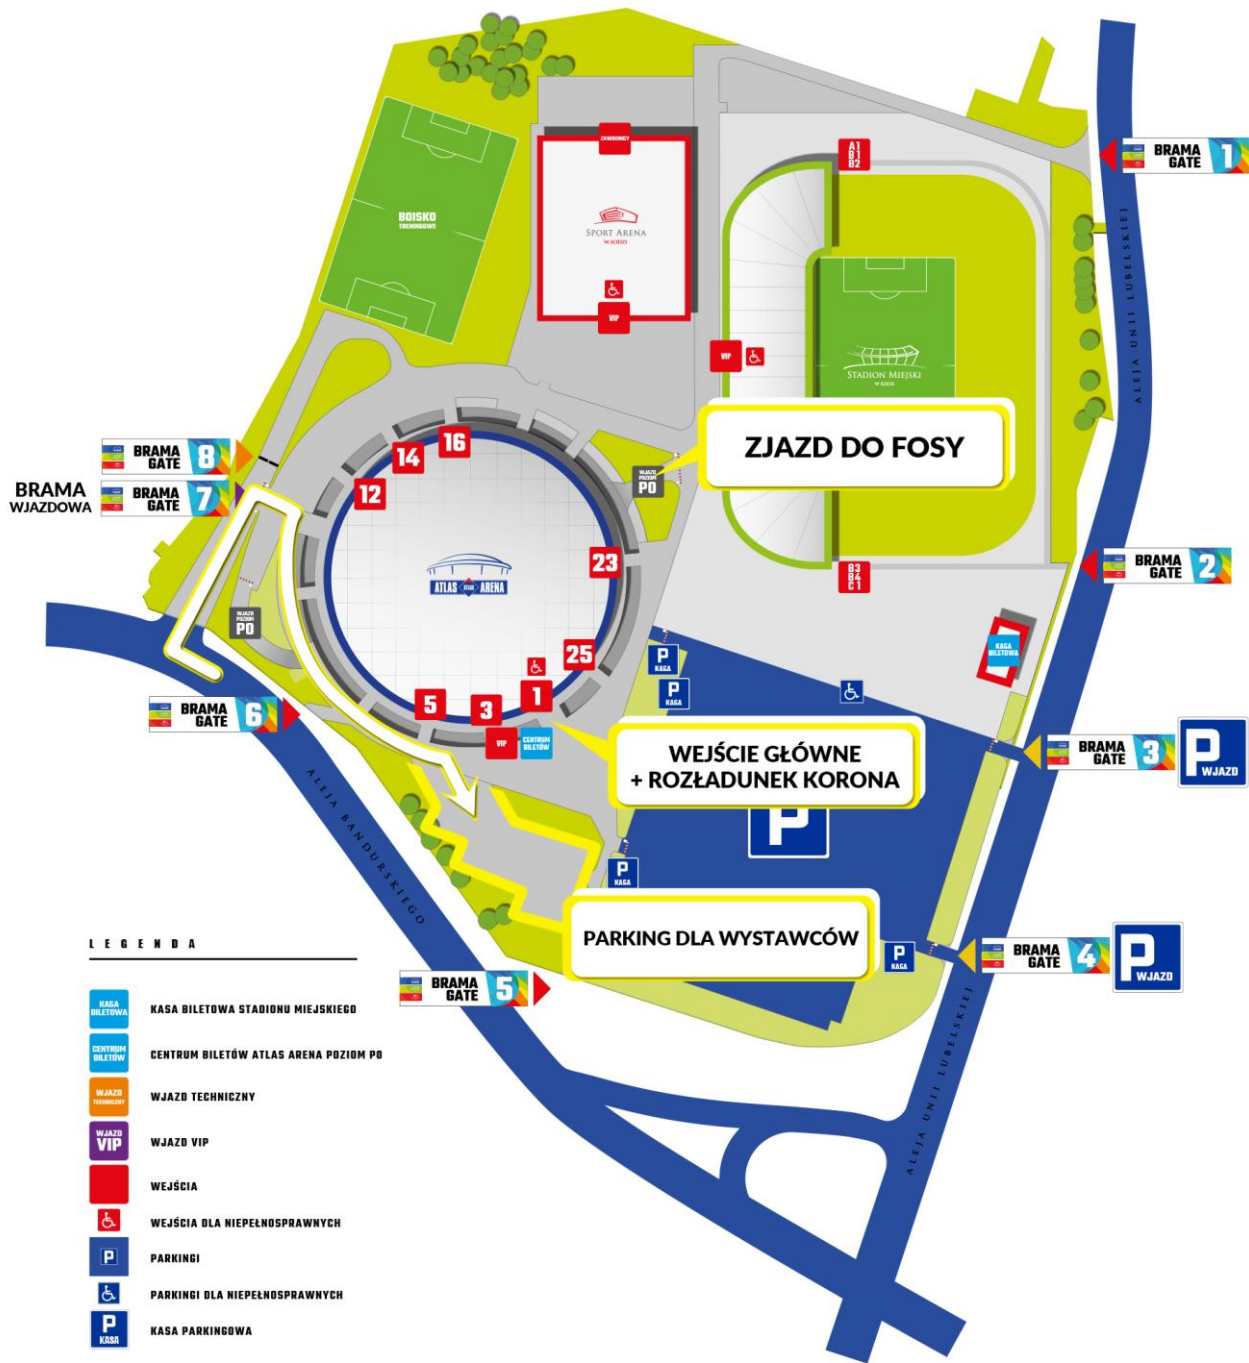 ZAWODNICY
A1
B1
B2
BRAMA
GATE 1
BOISKO
TRENINGOWE
SPORT ARENA
W ŁODZI
VIP
ALEJA UNII LUBELSKIEJ
VIP
STADION MIEJSKI
W ŁODZI
ZJAZD DO FOSY
16
14
12
BRAMA
GATE 8
BRAMA
WJAZDOWA
BRAMA
GATE 7
WJAZD
POZIOM
PO
23
ATLAS ATLAS ARENA
B3
B4
C1
BRAMA
GATE 2
WJAZD
POZIOM
PO
KASA
BILETOWA
25
P
KASA
P
KASA
1
3
5
BRAMA
GATE 6
VIP
CENTRUM
BILETÓW
WEJŚCIE GŁÓWNE
+ ROZŁADUNEK KORONA
BRAMA
GATE 3
P
WJAZD
P
ALEJA BANDURSKIEGO
P
KASA
PARKING DLA WYSTAWCÓW
P
KASA
BRAMA
GATE 4
P
WJAZD
BRAMA
GATE 5
ALEJA UNII LUBELSKIEJ
LEGENDA
KASA
BILETOWA
KASA BILETOWA STADIONU MIEJSKIEGO
CENTRUM
BILETÓW
CENTRUM BILETÓW ATLAS ARENA POZIOM PO
WJAZD
TECHNICZNY
WJAZD TECHNICZNY
WJAZD
VIP
WJAZD VIP
WEJŚCIA
WEJŚCIA DLA NIEPEŁNOSPRAWNYCH
P
PARKINGI
PARKINGI DLA NIEPEŁNOSPRAWNYCH
P
KASA
KASA PARKINGOWA